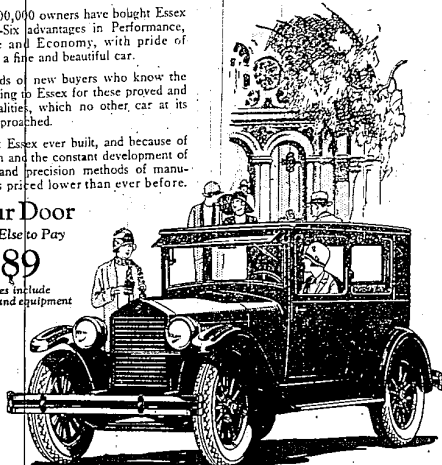 00,000 owners have bought Essex
-Six advantages in Performance,
and Economy, with pride of
a fine and beautiful car.
ds of new buyers who know the
ing to Essex for these proved and
alities, which no other car at its
proached.
Essex ever built, and because of
n and the constant development of
and precision methods of manu-
s priced lower than ever before.
ur Door
Else to Pay
89
es include
and equipment